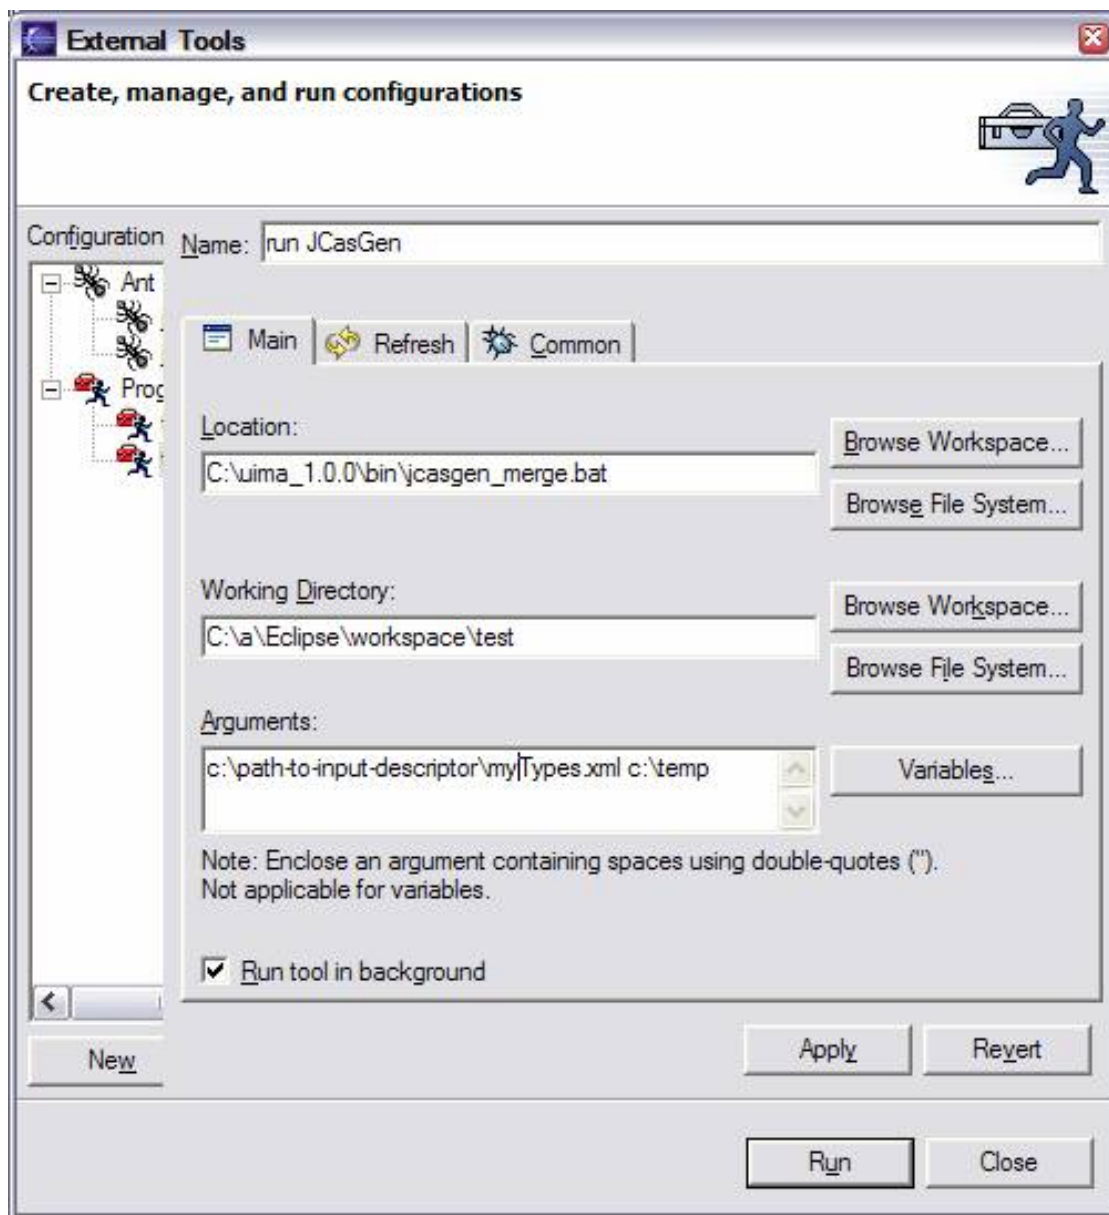 External Tools
Create, manage, and run configurations
Configuration
Ant
Prog
New
Name: run JCasGen
Main
Refresh
Common
Location:
C:\uima_1.0.0\bin\jcasgen_merge.bat
Browse Workspace...
Browse File System...
Working Directory:
C:\a\Eclipse\workspace\test
Browse Workspace...
Browse File System...
Arguments:
c:\path-to-input-descriptor\myTypes.xml c:\temp
Variables...
Note: Enclose an argument containing spaces using double-quotes (").
Not applicable for variables.
Run tool in background
Apply
Revert
Run
Close